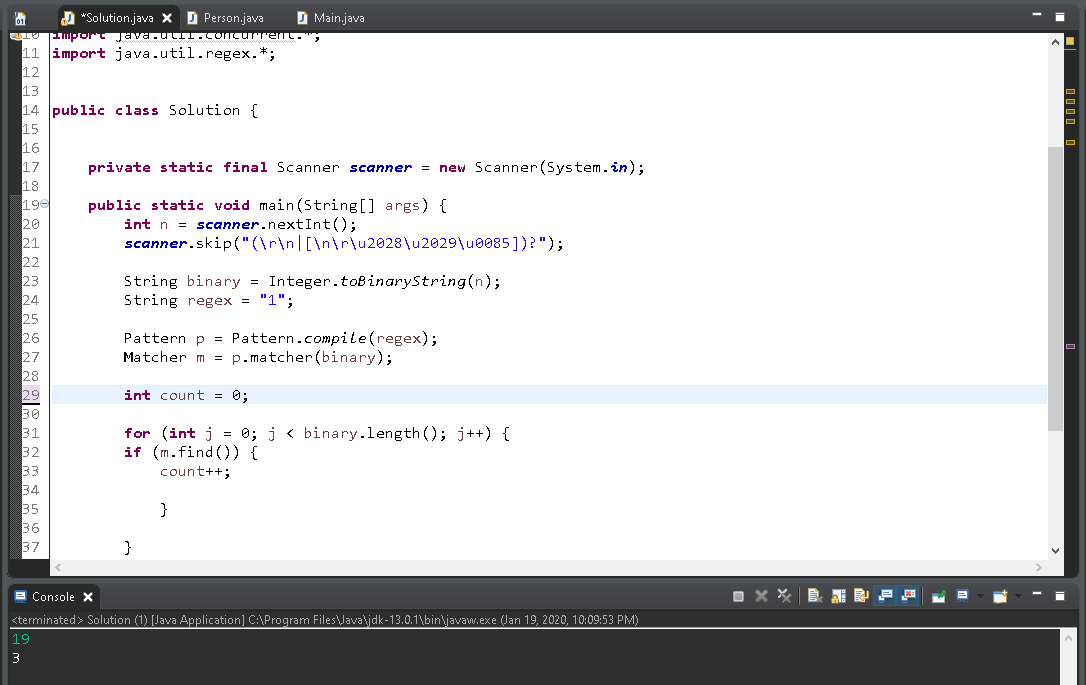 *Solution.java Person.java Main.java
10 import java.util.concurrent.*;
11 import java.util.regex.*;
12
13
14 public class Solution {
15
16
17 private static final Scanner scanner = new Scanner(System.in);
18
19 public static void main(String[] args) {
20 int n = scanner.nextInt();
21 scanner.skip("(\r\n|[\n\r\u2028\u2029\u0085])?");
22
23 String binary = Integer.toBinaryString(n);
24 String regex = "1";
25
26 Pattern p = Pattern.compile(regex);
27 Matcher m = p.matcher(binary);
28
29 int count = 0;
30
31 for (int j = 0; j < binary.length(); j++) {
32 if (m.find()) {
33 count++;
34
35 }
36
37 }
Console
<terminated> Solution (1) [Java Application] C:\Program Files\Java\jdk-13.0.1\bin\javaw.exe (Jan 19, 2020, 10:09:53 PM)
19
3